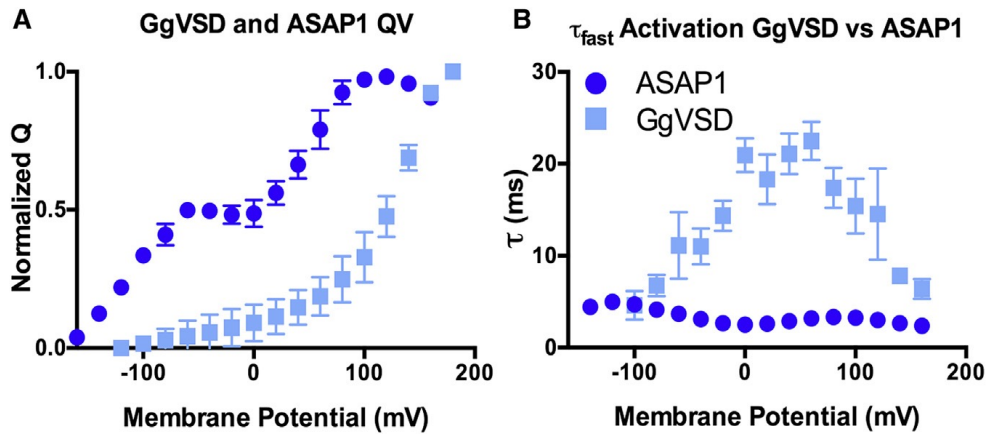 A
GgVSD and ASAP1 QV
1.0
0.5
0.0
Normalized Q
-100 0 100 200
Membrane Potential (mV)
B
τfast Activation GgVSD vs ASAP1
30
20
10
0
τ (ms)
ASAP1
GgVSD
-100 0 100 200
Membrane Potential (mV)